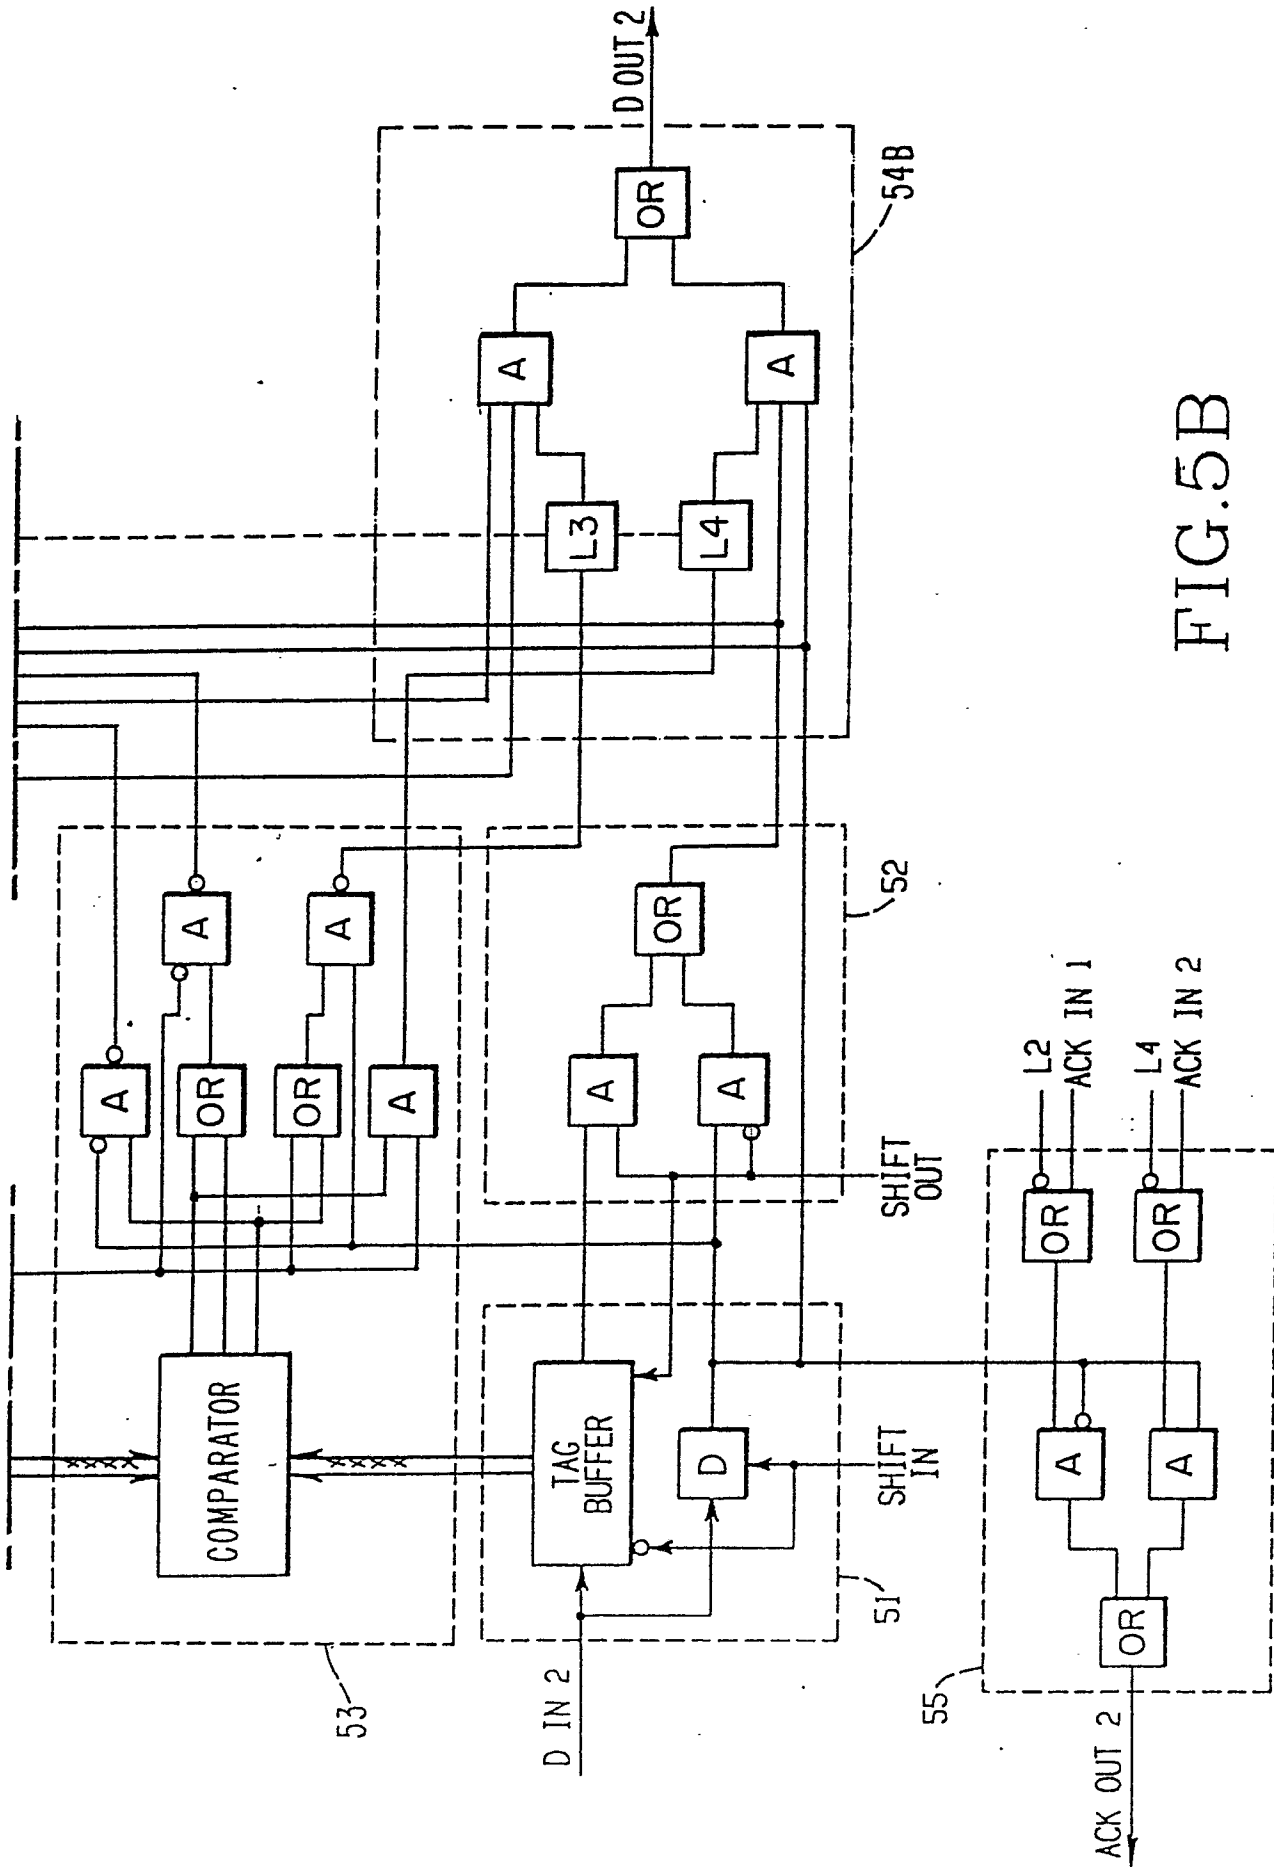 D OUT 2
OR
54B
A
A
L3
L4
A
A
OR
52
A
OR
OR
A
A
A
SHIFT
OUT
L2
ACK IN 1
L4
ACK IN 2
OR
OR
COMPARATOR
TAG
BUFFER
D
SHIFT
IN
A
A
OR
53
51
55
D IN 2
ACK OUT 2
FIG.5B